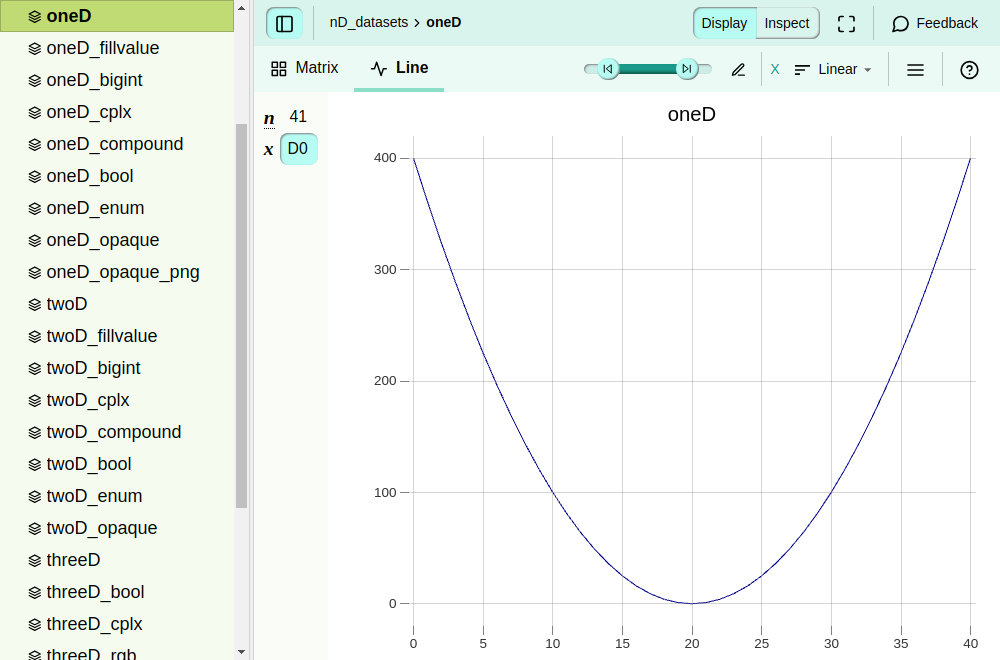 oneD
oneD_fillvalue
oneD_bigint
oneD_cplx
oneD_compound
oneD_bool
oneD_enum
oneD_opaque
oneD_opaque_png
twoD
twoD_fillvalue
twoD_bigint
twoD_cplx
twoD_compound
twoD_bool
twoD_enum
twoD_opaque
threeD
threeD_bool
threeD_cplx
threeD_rgb
nD_datasets › oneD
Display Inspect Feedback
Matrix Line X Linear
n 41
x D0
oneD
400
300
200
100
0
0 5 10 15 20 25 30 35 40